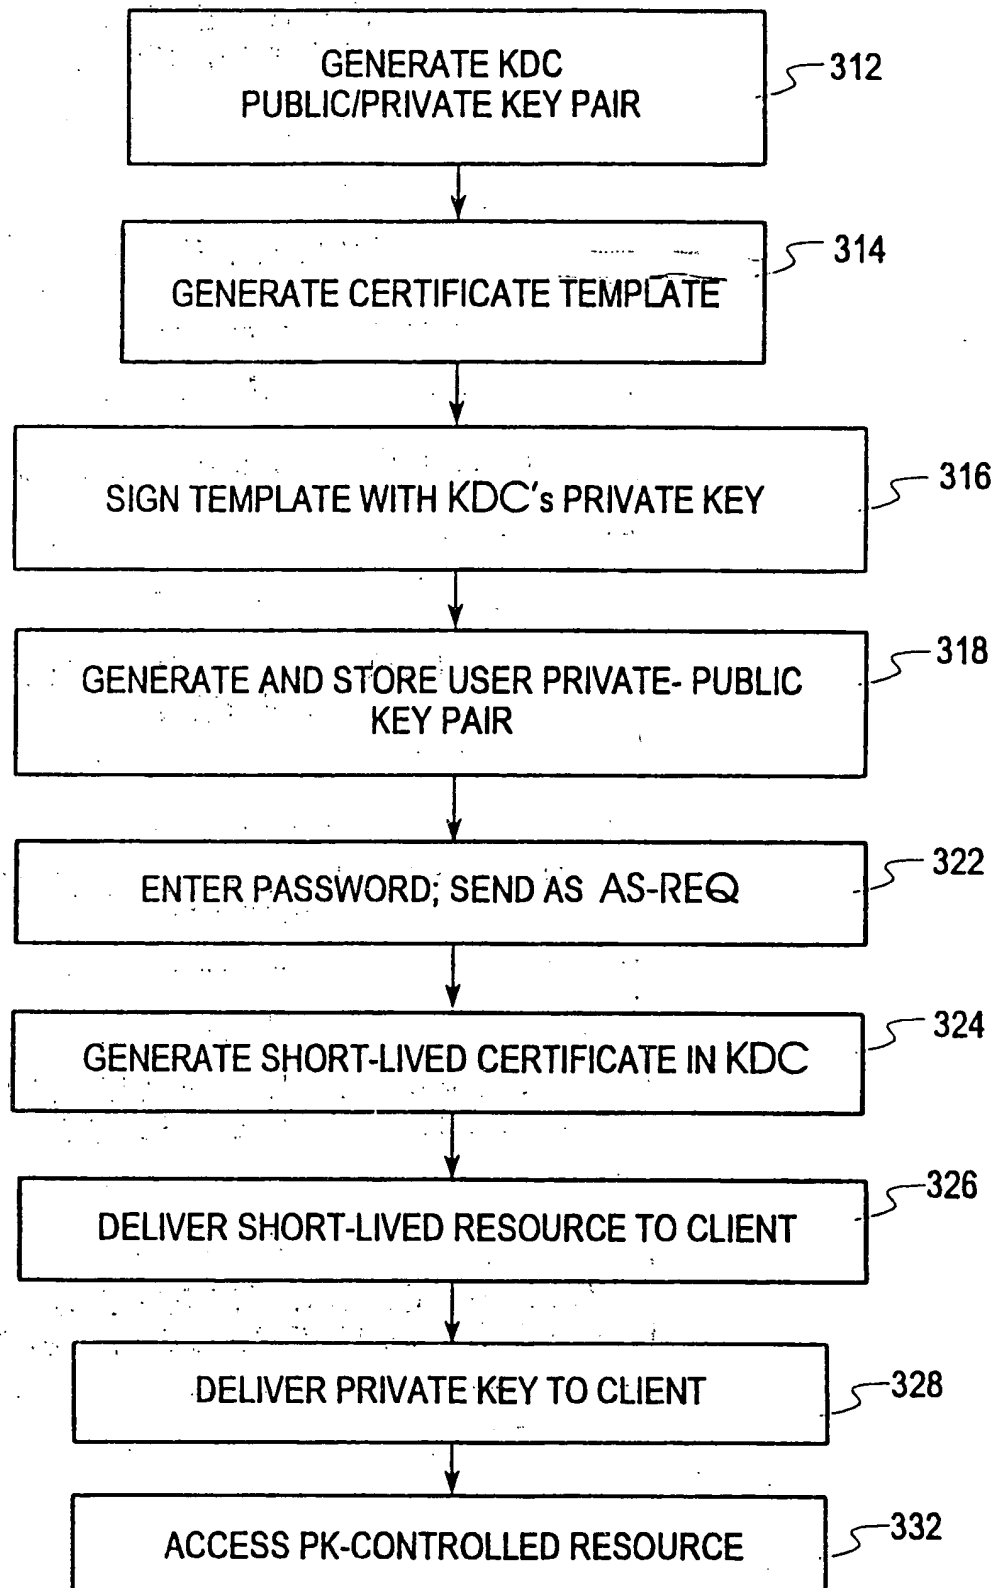 GENERATE KDC
PUBLIC/PRIVATE KEY PAIR
312
GENERATE CERTIFICATE TEMPLATE
314
SIGN TEMPLATE WITH KDC's PRIVATE KEY
316
GENERATE AND STORE USER PRIVATE- PUBLIC
KEY PAIR
318
ENTER PASSWORD; SEND AS AS-REQ
322
GENERATE SHORT-LIVED CERTIFICATE IN KDC
324
DELIVER SHORT-LIVED RESOURCE TO CLIENT
326
DELIVER PRIVATE KEY TO CLIENT
328
ACCESS PK-CONTROLLED RESOURCE
332